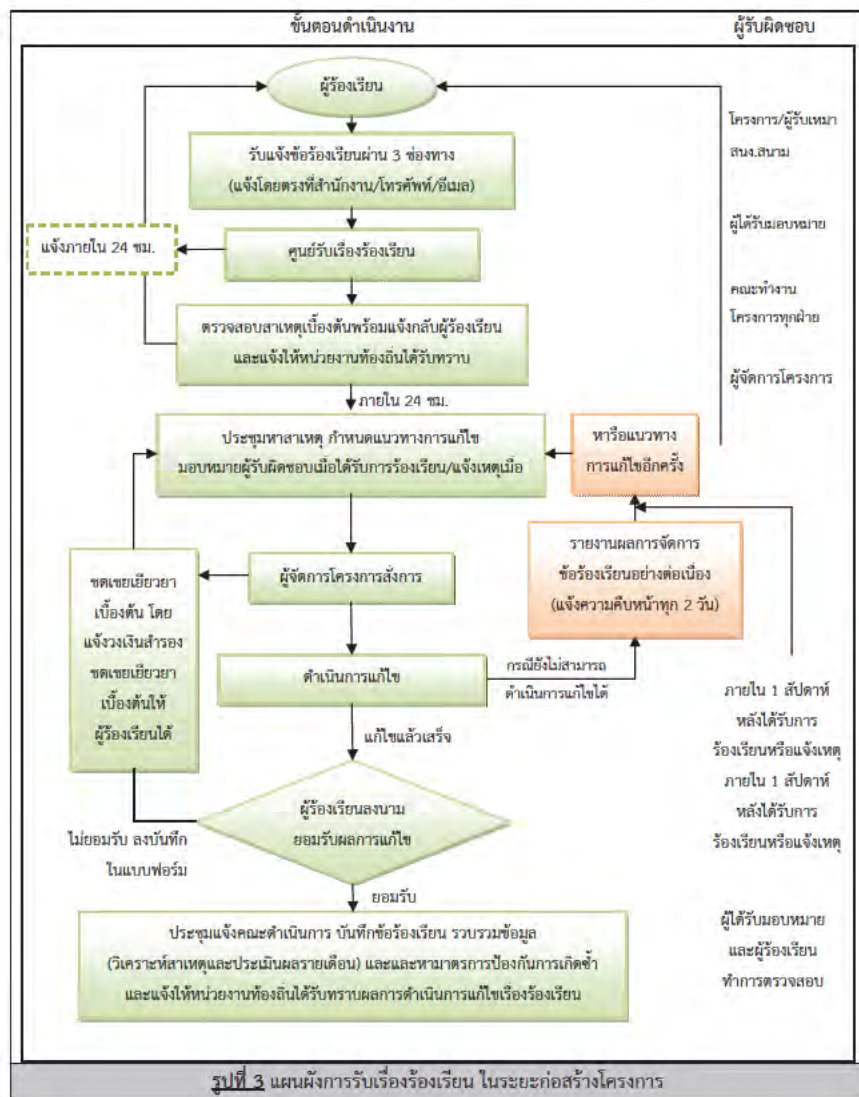 ขั้นตอนดำเนินงาน
ผู้รับผิดชอบ
ผู้ร้องเรียน
โครงการ/ผู้รับเหมา
สนง.สนาม
รับแจ้งข้อร้องเรียนผ่าน 3 ช่องทาง
(แจ้งโดยตรงที่สำนักงาน/โทรศัพท์/อีเมล)
ผู้ได้รับมอบหมาย
แจ้งภายใน 24 ชม.
ศูนย์รับเรื่องร้องเรียน
คณะทำงาน
โครงการทุกฝ่าย
ตรวจสอบสาเหตุเบื้องต้นพร้อมแจ้งกลับผู้ร้องเรียน
และแจ้งให้หน่วยงานท้องถิ่นได้รับทราบ
ผู้จัดการโครงการ
ภายใน 24 ชม.
ประชุมหาสาเหตุ กำหนดแนวทางการแก้ไข
มอบหมายผู้รับผิดชอบเมื่อได้รับการร้องเรียน/แจ้งเหตุเมื่อ
หารือแนวทาง
การแก้ไขอีกครั้ง
รายงานผลการจัดการ
ข้อร้องเรียนอย่างต่อเนื่อง
(แจ้งความคืบหน้าทุก 2 วัน)
ผู้จัดการโครงการสั่งการ
ชดเชยเยียวยา
เบื้องต้น โดย
แจ้งวงเงินสำรอง
ชดเชยเยียวยา
เบื้องต้นให้
ผู้ร้องเรียนได้
ดำเนินการแก้ไข
กรณียังไม่สามารถ
ดำเนินการแก้ไขได้
ภายใน 1 สัปดาห์
หลังได้รับการ
ร้องเรียนหรือแจ้งเหตุ
ภายใน 1 สัปดาห์
หลังได้รับการ
ร้องเรียนหรือแจ้งเหตุ
แก้ไขแล้วเสร็จ
ผู้ร้องเรียนลงนาม
ยอมรับผลการแก้ไข
ไม่ยอมรับ ลงบันทึก
ในแบบฟอร์ม
ยอมรับ
ประชุมแจ้งคณะดำเนินการ บันทึกข้อร้องเรียน รวบรวมข้อมูล
(วิเคราะห์สาเหตุและประเมินผลรายเดือน) และและหามาตรการป้องกันการเกิดซ้ำ
และแจ้งให้หน่วยงานท้องถิ่นได้รับทราบผลการดำเนินการแก้ไขเรื่องร้องเรียน
ผู้ได้รับมอบหมาย
และผู้ร้องเรียน
ทำการตรวจสอบ
รูปที่ 3 แผนผังการรับเรื่องร้องเรียน ในระยะก่อสร้างโครงการ